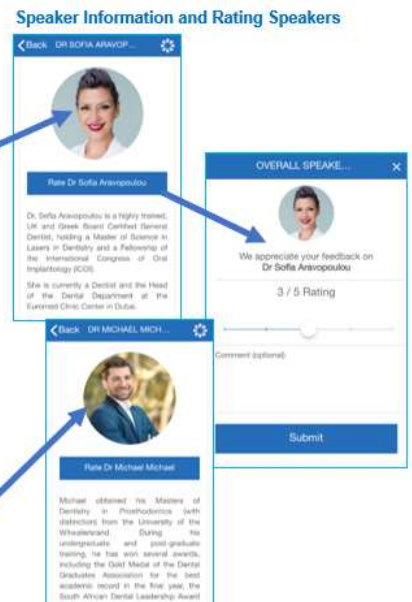 Speaker Information and Rating Speakers
Back DR SOFIA ARAVOP...
Rate Dr Sofia Aravopoulou
Dr. Sofia Aravopoulou is a highly trained,
UK and Greek Board Certified General
Dentist, holding a Master of Science in
Lasers in Dentistry and a Fellowship of
the International Congress of Oral
Implantology (ICOI).
She is currently a Dentist and the Head
of the Dental Department at the
Euromed Clinic Center in Dubai.
OVERALL SPEAKE...
We appreciate your feedback on
Dr Sofia Aravopoulou
3 / 5 Rating
Comment (optional)
Submit
Back DR MICHAEL MICH...
Rate Dr Michael Michael
Michael obtained his Masters of
Dentistry in Prosthodontics (with
distinction) from the University of the
Witwatersrand. During his
undergraduate and post-graduate
training, he has won several awards,
including the Gold Medal of the Dental
Graduates Association for the best
academic record in the final year, the
South African Dental Leadership Award